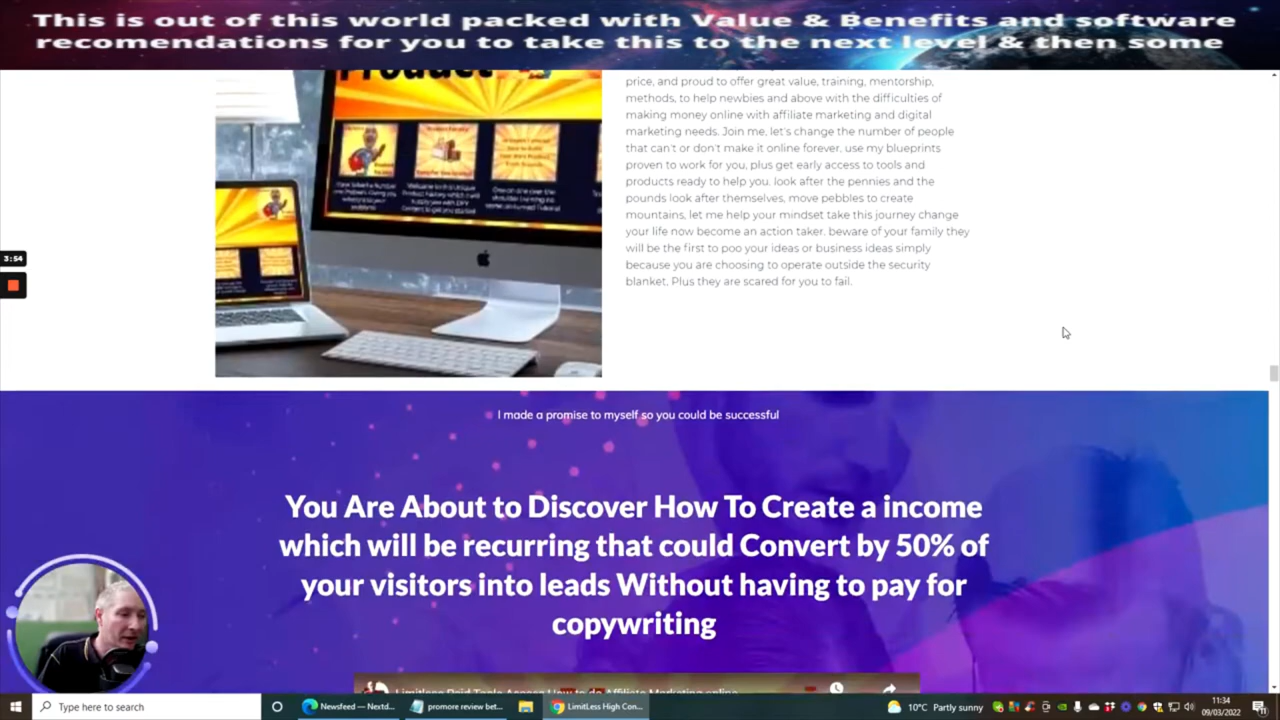 This is out of this world packed with Value & Benefits and software
recomendations for you to take this to the next level & then some
Product
price, and proud to offer great value, training, mentorship,
methods, to help newbies and above with the difficulties of
making money online with affiliate marketing and digital
marketing needs. Join me, let's change the number of people
that can't or don't make it online forever, use my blueprints
proven to work for you, plus get early access to tools and
products ready to help you. look after the pennies and the
pounds look after themselves, move pebbles to create
mountains, let me help your mindset take this journey change
your life now become an action taker. beware of your family they
will be the first to poo your ideas or business ideas simply
because you are choosing to operate outside the security
blanket. Plus they are scared for you to fail.
3:54
I made a promise to myself so you could be successful
You Are About to Discover How To Create a income
which will be recurring that could Convert by 50% of
your visitors into leads Without having to pay for
copywriting
Limitless Paid Tools Access How to do Affiliate Marketing online
Type here to search
Newsfeed — Nextd...
promore review bet...
LimitLess High Con...
10°C Partly sunny
11:34
09/03/2022